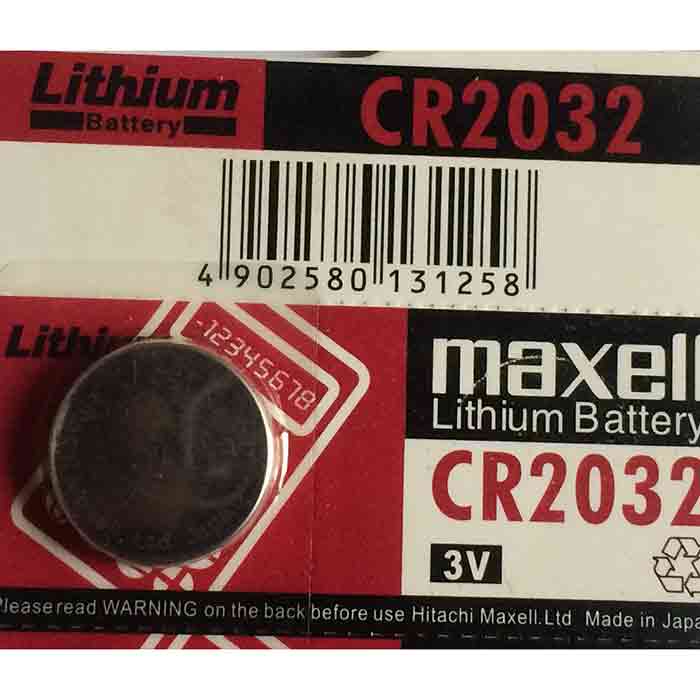 Lithium
Battery
CR2032
4 902580 131258
Lithium
-12345678
maxell
Lithium Battery
CR2032
3V
Please read WARNING on the back before use Hitachi Maxell.Ltd Made in Japa